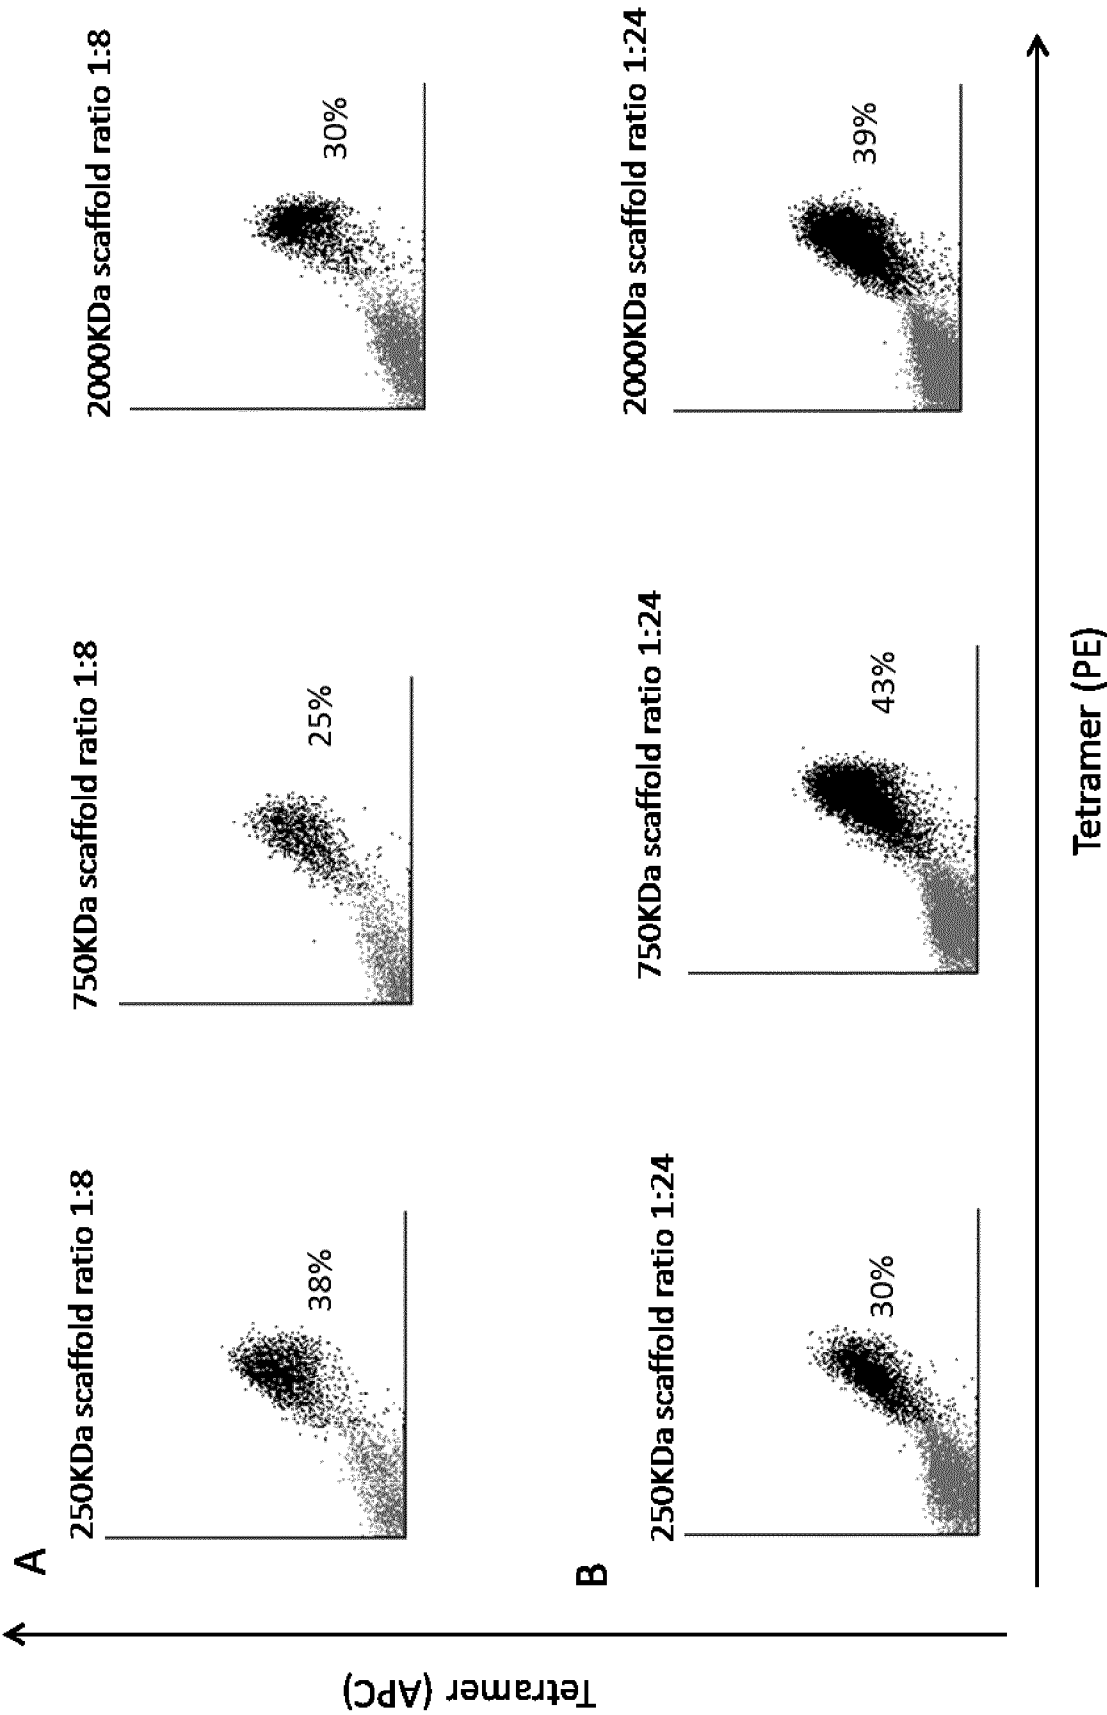 A
250KDa scaffold ratio 1:8
38%
750KDa scaffold ratio 1:8
25%
2000KDa scaffold ratio 1:8
30%
B
250KDa scaffold ratio 1:24
30%
750KDa scaffold ratio 1:24
43%
2000KDa scaffold ratio 1:24
39%
Tetramer (APC)
Tetramer (PE)